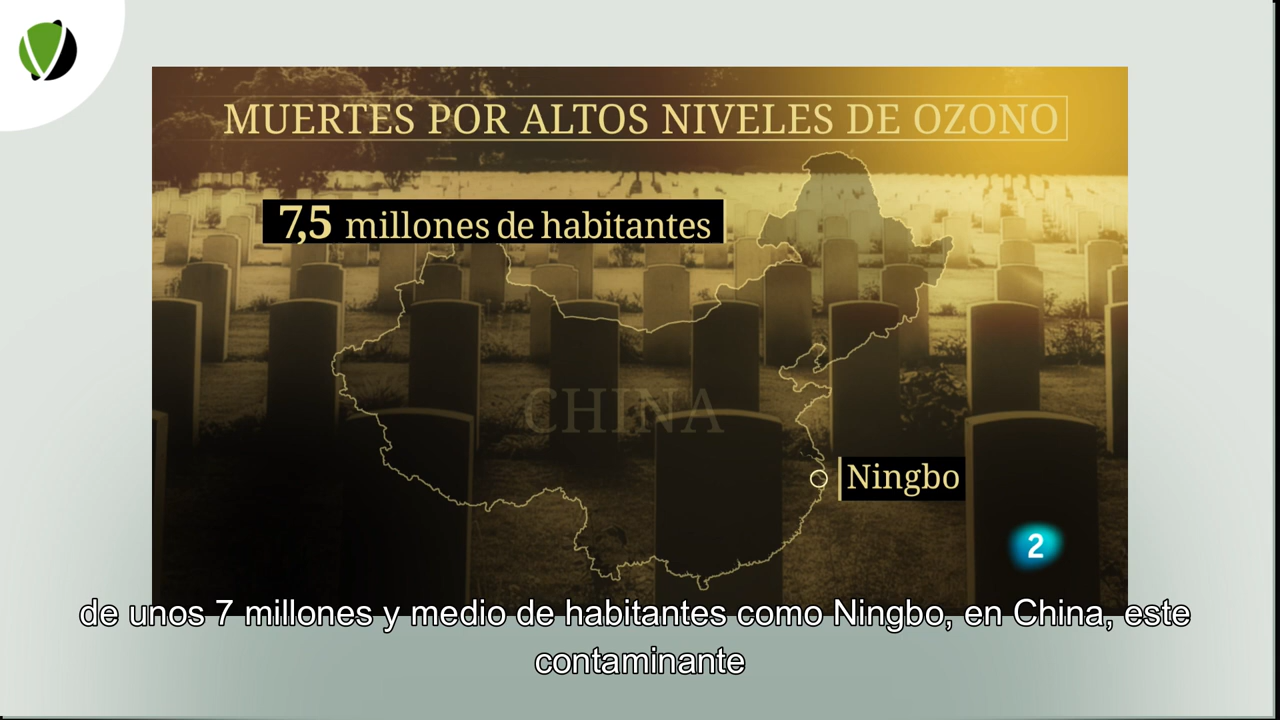 MUERTES POR ALTOS NIVELES DE OZONO
7,5 millones de habitantes
CHINA
Ningbo
2
de unos 7 millones y medio de habitantes como Ningbo, en China, este
contaminante